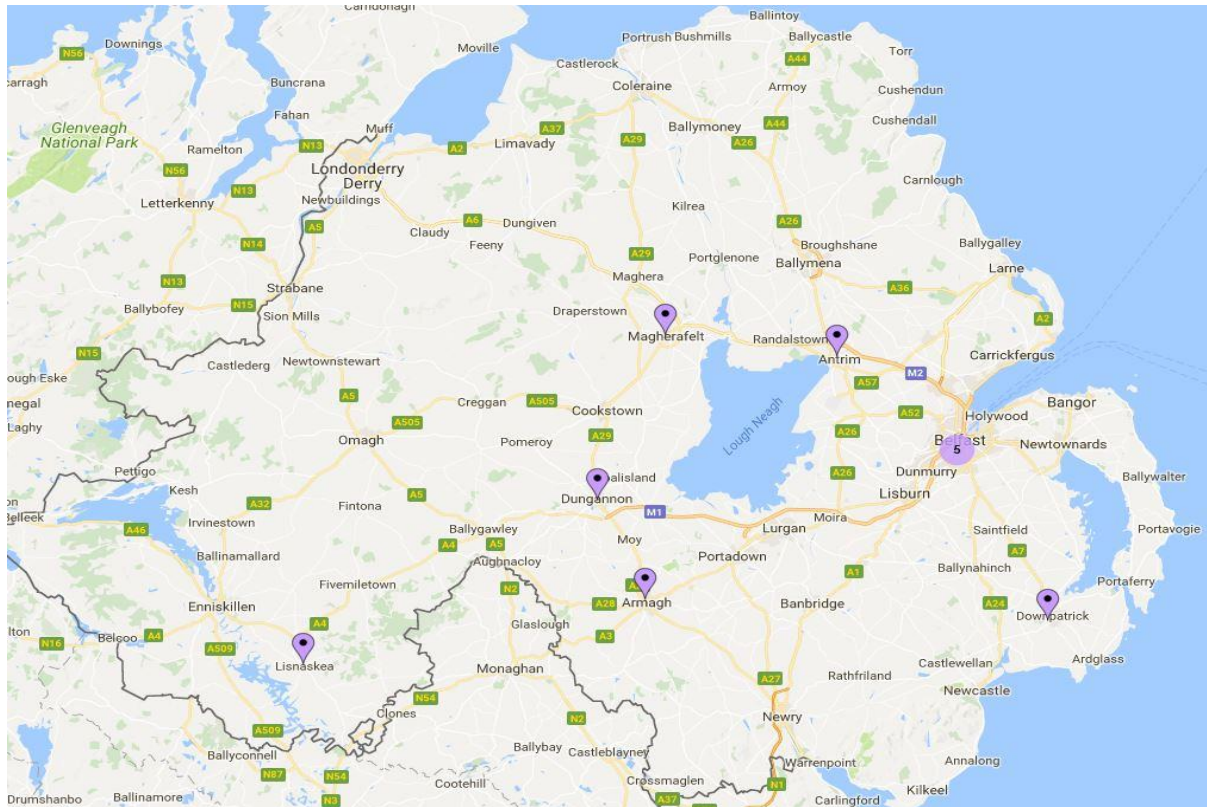 Carndonagh
Ballintoy
Downings
Portrush Bushmills
Ballycastle
Moville
Torr
N56
A44
Castlerock
carragh
Buncrana
Coleraine
Armoy
Cushendun
Fahan
Glenveagh
National Park
Muff
A37
Ballymoney
A44
Cushendall
Ramelton
N13
A2
Limavady
A29
A26
N56
Londonderry
Derry
Carnlough
N13
Letterkenny
Newbuildings
Kilrea
A5
A6
Dungiven
A26
Claudy
Feeny
N14
Broughshane
Ballygalley
A29
Portglenone
Ballymena
Larne
N13
Maghera
Strabane
A36
N15
Ballybofey
Sion Mills
Draperstown
A2
Magherafelt
Randalstown
N15
Newtownstewart
Antrim
Carrickfergus
Castlederg
M2
ough Eske
A57
A5
negal
Creggan
A505
Cookstown
A52
Holywood
Bangor
Laghy
A505
Lough Neagh
A26
Omagh
Pomeroy
A29
Belfast
Newtownards
5
Pettigo
A26
Dunmurry
Ballywalter
Kesh
alisland
Lisburn
A5
Dungannon
A32
Fintona
M1
Moira
Belleek
Irvinestown
Ballygawley
Lurgan
Saintfield
Portavogie
A46
A4
A5
Moy
Ballinamallard
Aughnacloy
Portadown
A7
Ballynahinch
Fivemiletown
N2
A1
Portaferry
Enniskillen
A28
Armagh
Banbridge
A24
Downpatrick
A4
Glaslough
lton
N16
Belcoo
A4
A509
A3
Lisnaskea
Monaghan
Castlewellan
Ardglass
A27
Rathfriland
N54
Newcastle
Clones
N2
Newry
A509
Ballyconnell
Ballybay
Castleblayney
Warrenpoint
Annalong
N87
N54
Cootehill
Crossmaglen
N1
Kilkeel
Drumshanbo
Ballinamore
N3
A37
Carlingford